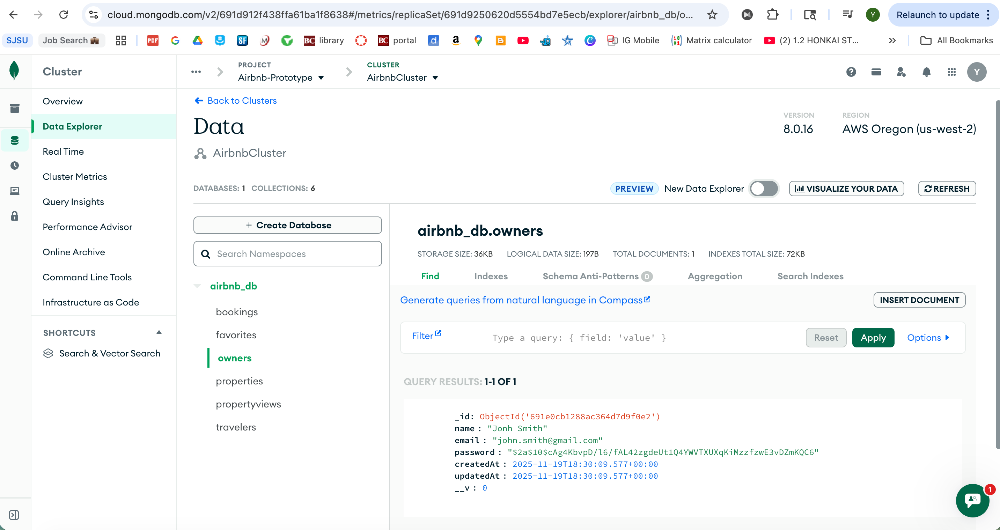 cloud.mongodb.com/v2/691d912f438ffa61ba1f8638#/metrics/replicaSet/691d9250620d5554bd7e5ecb/explorer/airbnb_db/o...
Y
Relaunch to update
SJSU
Job Search
PDF
SF
BC library
BC portal
d
a
IG Mobile
Matrix calculator
(2) 1.2 HONKAI ST...
All Bookmarks
Cluster
PROJECT
Airbnb-Prototype
CLUSTER
AirbnbCluster
Y
Overview
Data Explorer
Real Time
Cluster Metrics
Query Insights
Performance Advisor
Online Archive
Command Line Tools
Infrastructure as Code
SHORTCUTS
Search & Vector Search
Back to Clusters
Data
AirbnbCluster
VERSION
8.0.16
REGION
AWS Oregon (us-west-2)
DATABASES: 1 COLLECTIONS: 6
PREVIEW New Data Explorer
VISUALIZE YOUR DATA
REFRESH
+ Create Database
Search Namespaces
airbnb_db
bookings
favorites
owners
properties
propertyviews
travelers
airbnb_db.owners
STORAGE SIZE: 36KB LOGICAL DATA SIZE: 197B TOTAL DOCUMENTS: 1 INDEXES TOTAL SIZE: 72KB
Find Indexes Schema Anti-Patterns 0 Aggregation Search Indexes
Generate queries from natural language in Compass
INSERT DOCUMENT
Filter
Type a query: { field: 'value' }
Reset
Apply
Options
QUERY RESULTS: 1-1 OF 1
_id: ObjectId('691e0cb1288ac364d7d9f0e2')
name : "Jonh Smith"
email : "john.smith@gmail.com"
password : "$2a$10$cAg4KbvpD/l6/fAL42zgdeUt1Q4YWVTXUXqKiMzzfzwE3vDZmKQC6"
createdAt : 2025-11-19T18:30:09.577+00:00
updatedAt : 2025-11-19T18:30:09.577+00:00
__v : 0
1